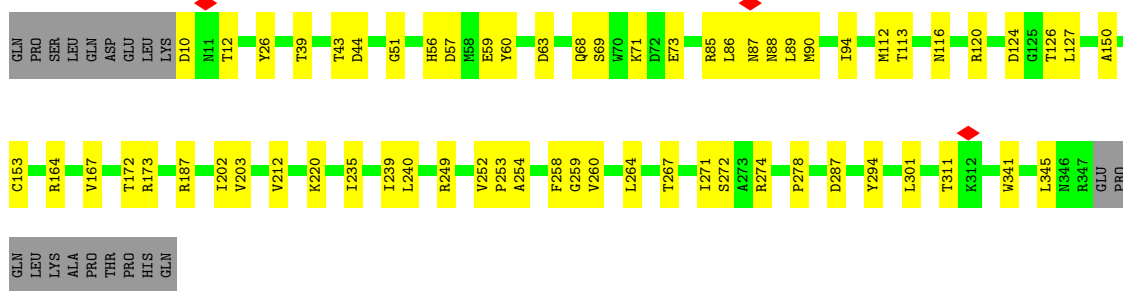 GLN PRO SER LEU GLN ASP GLU LEU LYS D10 N11 T12 Y26 T39 T43 D44 G51 H56 D57 M58 E59 Y60 D63 Q68 S69 W70 K71 D72 E73 R85 L86 N87 N88 L89 M90 I94 M112 T113 N116 R120 D124 G125 T126 L127 A150
C153 R164 V167 T172 R173 R187 I202 V203 V212 K220 I235 I239 L240 R249 V252 P253 A254 F258 G259 V260 L264 T267 I271 S272 A273 R274 P278 D287 Y294 L301 T311 K312 W341 L345 N346 R347 GLU PRO
GLN LEU LYS ALA PRO THR PRO HIS GLN